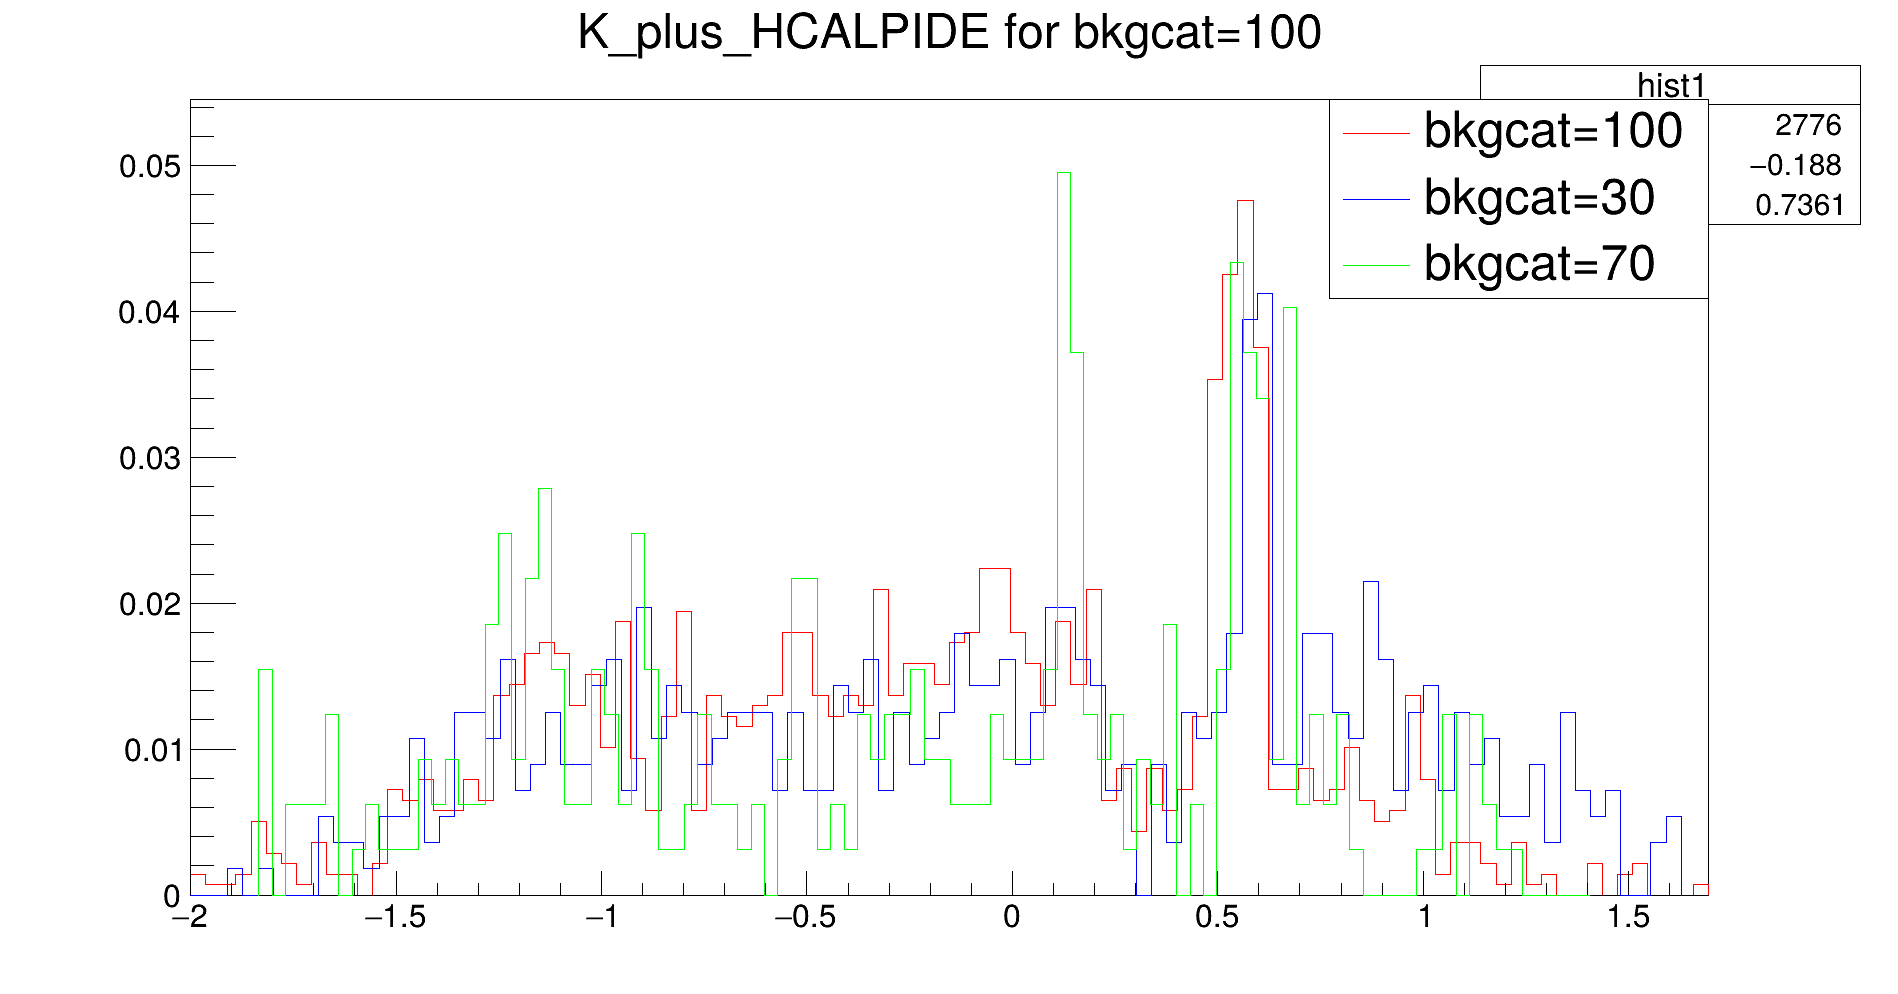 K_plus_HCALPIDE for bkgcat=100
hist1
2776
−0.188
0.7361
bkgcat=100
bkgcat=30
bkgcat=70
0.05
0.04
0.03
0.02
0.01
0
−2 −1.5 −1 −0.5 0 0.5 1 1.5